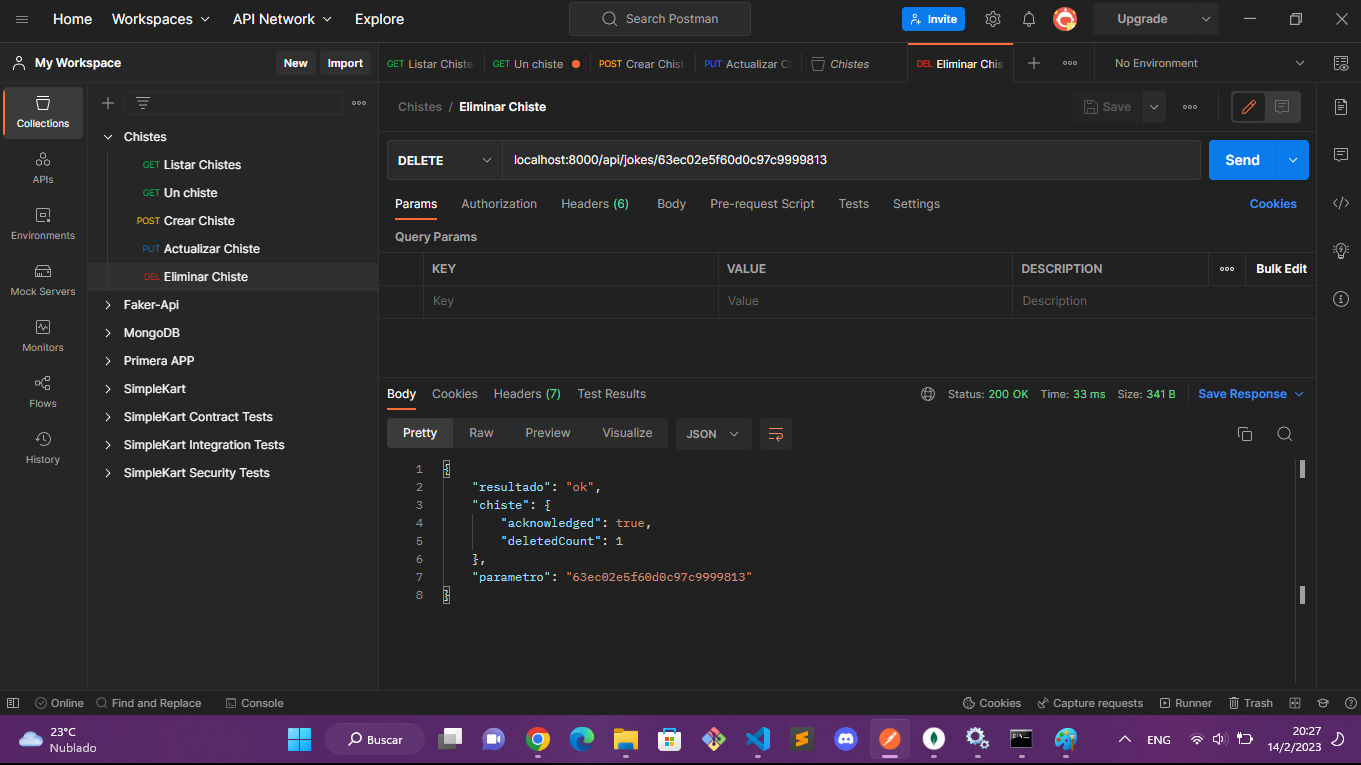 Home Workspaces API Network Explore Search Postman Invite Upgrade
My Workspace New Import GET Listar Chiste GET Un chiste POST Crear Chist PUT Actualizar C Chistes DEL Eliminar Chis No Environment
Collections
APIs
Environments
Mock Servers
Monitors
Flows
History
Chistes
GET Listar Chistes
GET Un chiste
POST Crear Chiste
PUT Actualizar Chiste
DEL Eliminar Chiste
Faker-Api
MongoDB
Primera APP
SimpleKart
SimpleKart Contract Tests
SimpleKart Integration Tests
SimpleKart Security Tests
Chistes / Eliminar Chiste Save
DELETE localhost:8000/api/jokes/63ec02e5f60d0c97c9999813 Send
Params Authorization Headers (6) Body Pre-request Script Tests Settings Cookies
Query Params
KEY VALUE DESCRIPTION Bulk Edit
Key Value Description
Body Cookies Headers (7) Test Results Status: 200 OK Time: 33 ms Size: 341 B Save Response
Pretty Raw Preview Visualize JSON
1 {
2 "resultado": "ok",
3 "chiste": {
4 "acknowledged": true,
5 "deletedCount": 1
6 },
7 "parametro": "63ec02e5f60d0c97c9999813"
8 }
Online Find and Replace Console Cookies Capture requests Runner Trash
23°C
Nublado
Buscar
ENG
20:27
14/2/2023